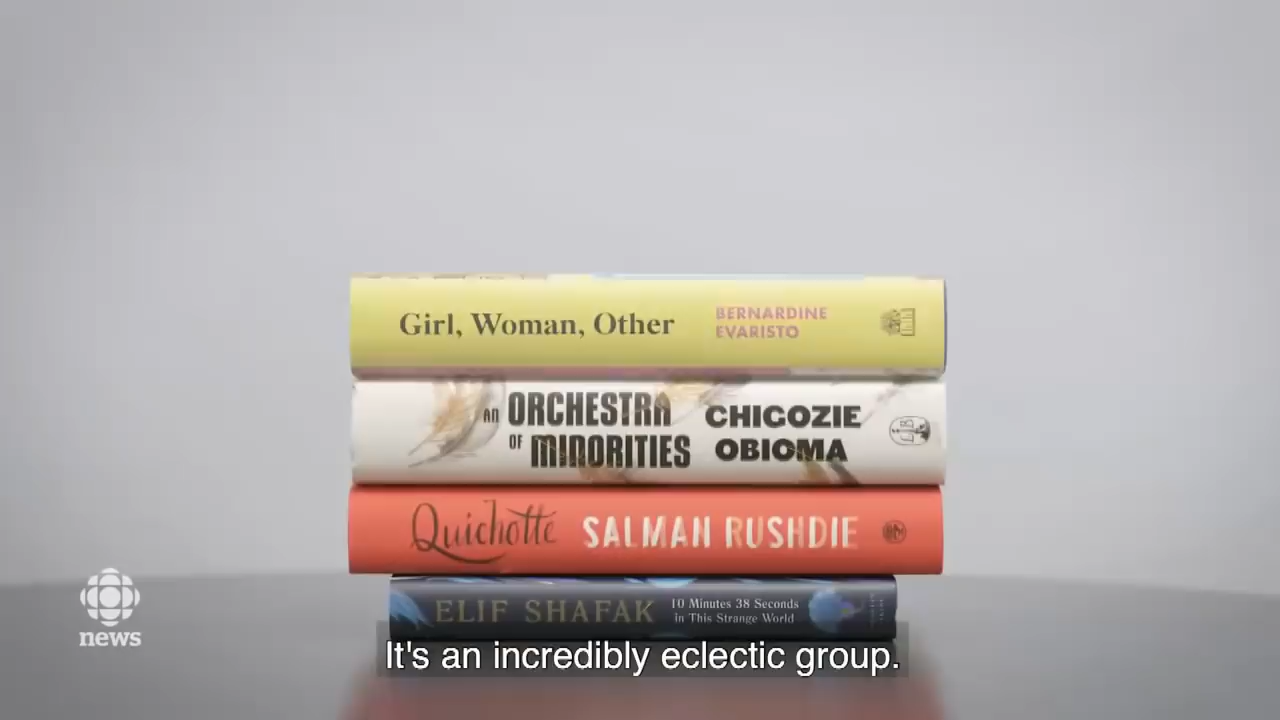 Girl, Woman, Other
BERNARDINE
EVARISTO
AN ORCHESTRA
OF MINORITIES
CHIGOZIE
OBIOMA
Quichotte
SALMAN RUSHDIE
ELIF SHAFAK
10 Minutes 38 Seconds
in This Strange World
news
It's an incredibly eclectic group.